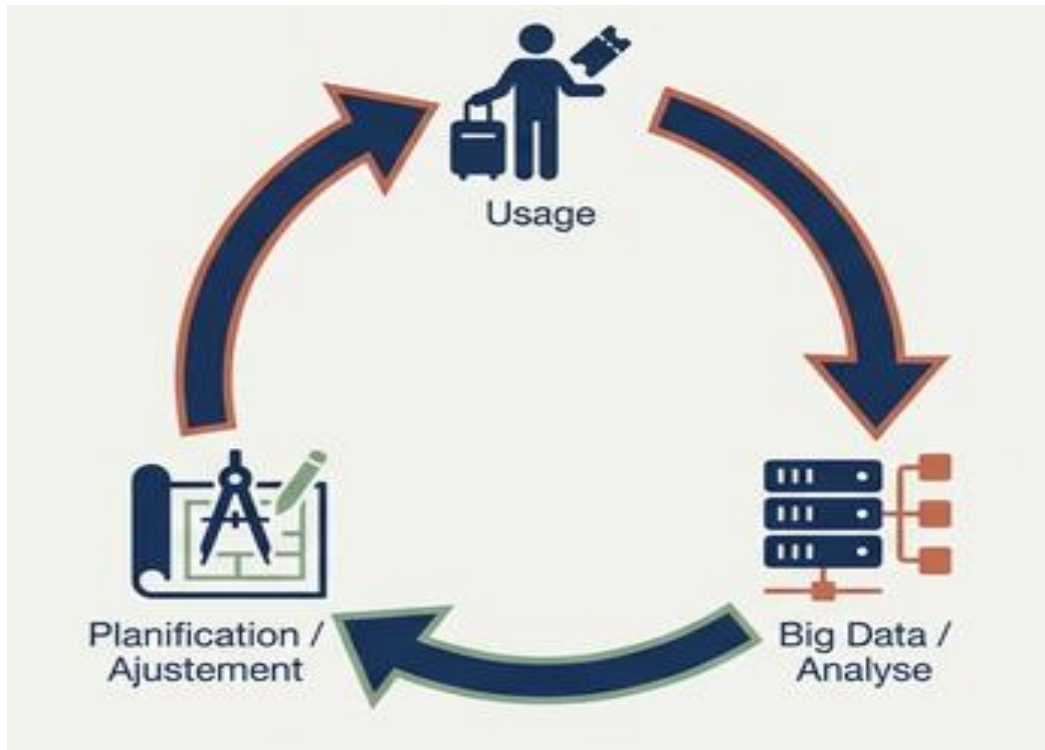 Usage
Planification /
Ajustement
Big Data /
Analyse